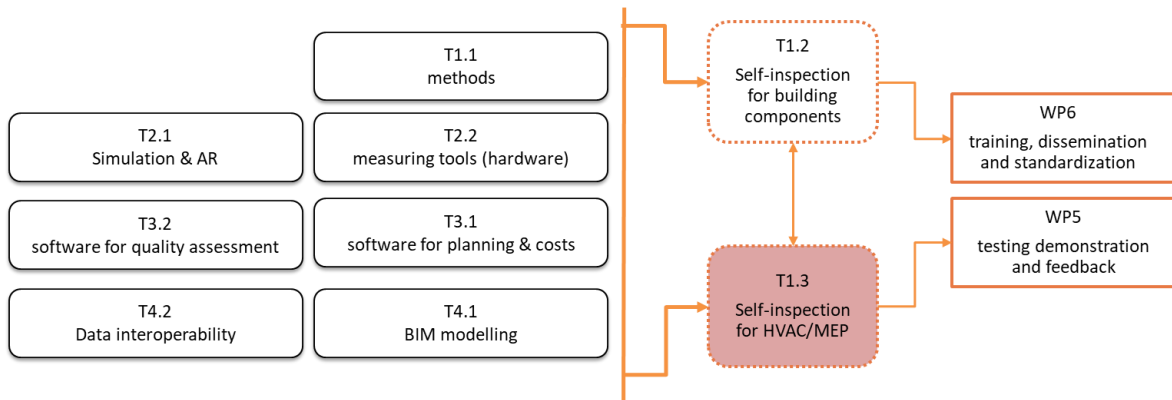 T1.1
methods
T2.1
Simulation & AR
T2.2
measuring tools (hardware)
T3.2
software for quality assessment
T3.1
software for planning & costs
T4.2
Data interoperability
T4.1
BIM modelling
T1.2
Self-inspection
for building
components
T1.3
Self-inspection
for HVAC/MEP
WP6
training, dissemination
and standardization
WP5
testing demonstration
and feedback